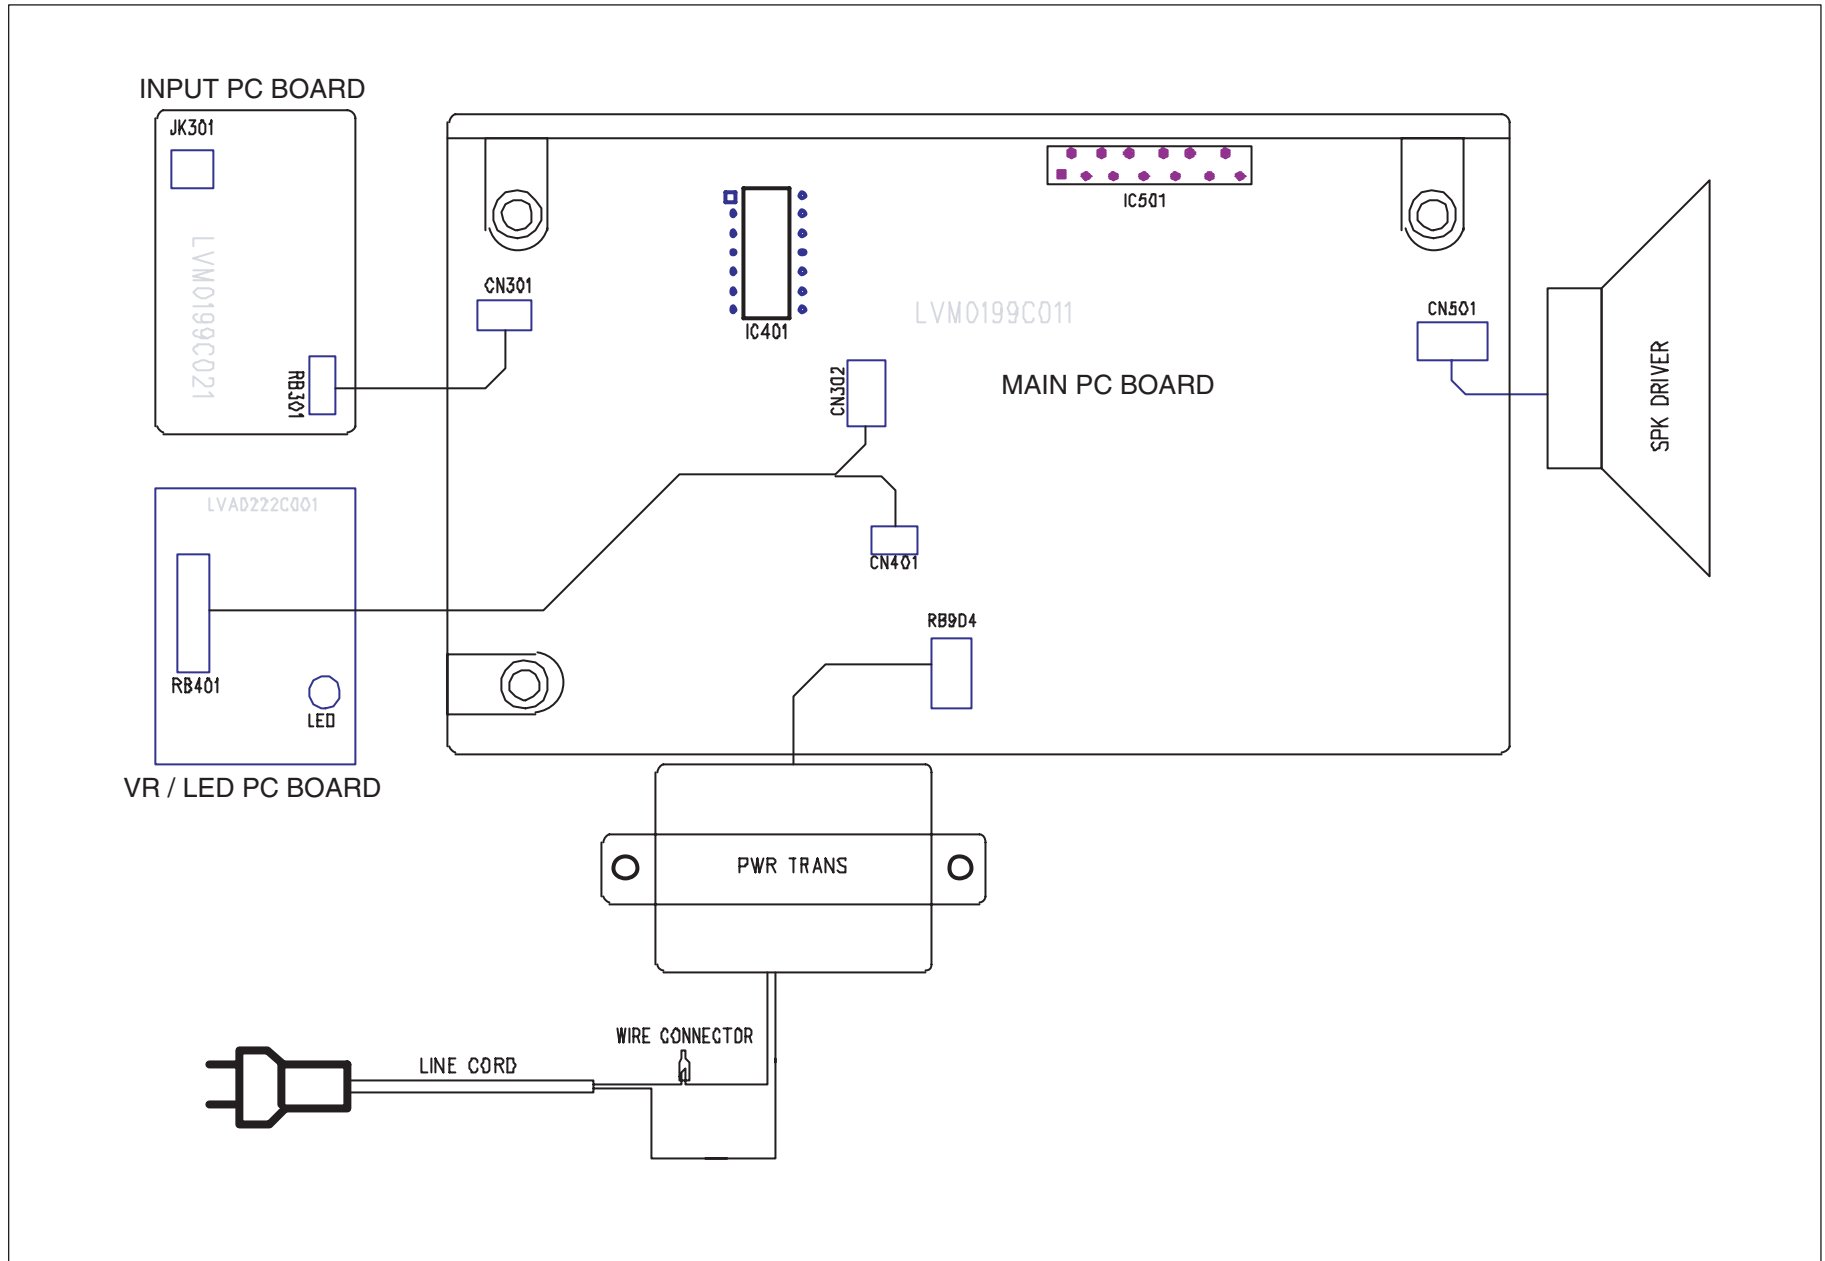 INPUT PC BOARD
JK301
LVM0199C021
RB301
CN301
IC401
IC501
LVM0199C011
CN501
CN302
MAIN PC BOARD
SPK DRIVER
CN401
LVA0222C001
RB401
LED
VR / LED PC BOARD
RB904
PWR TRANS
WIRE CONNECTOR
LINE CORD